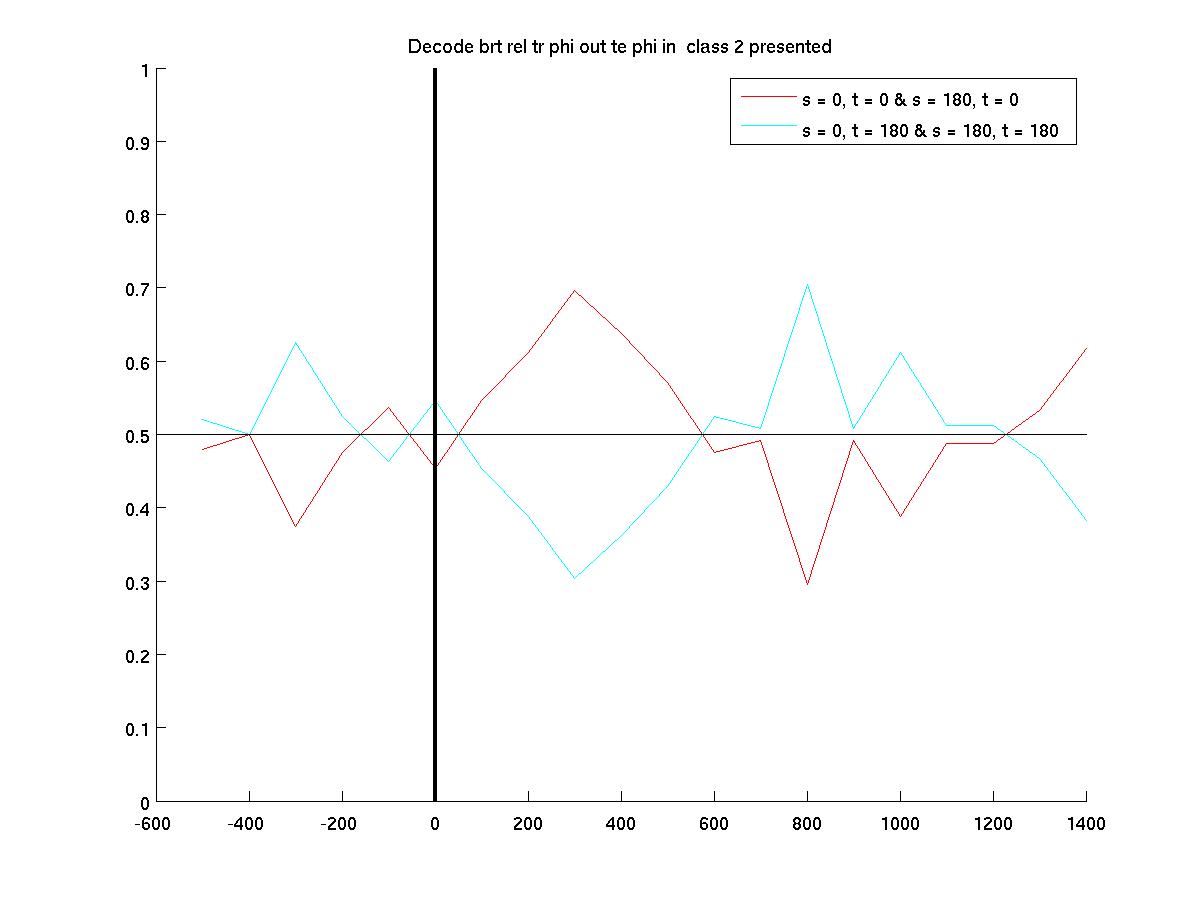 Decode brt rel tr phi out te phi in  class 2 presented
s = 0, t = 0 & s = 180, t = 0
s = 0, t = 180 & s = 180, t = 180
1
0.9
0.8
0.7
0.6
0.5
0.4
0.3
0.2
0.1
0
-600 -400 -200 0 200 400 600 800 1000 1200 1400